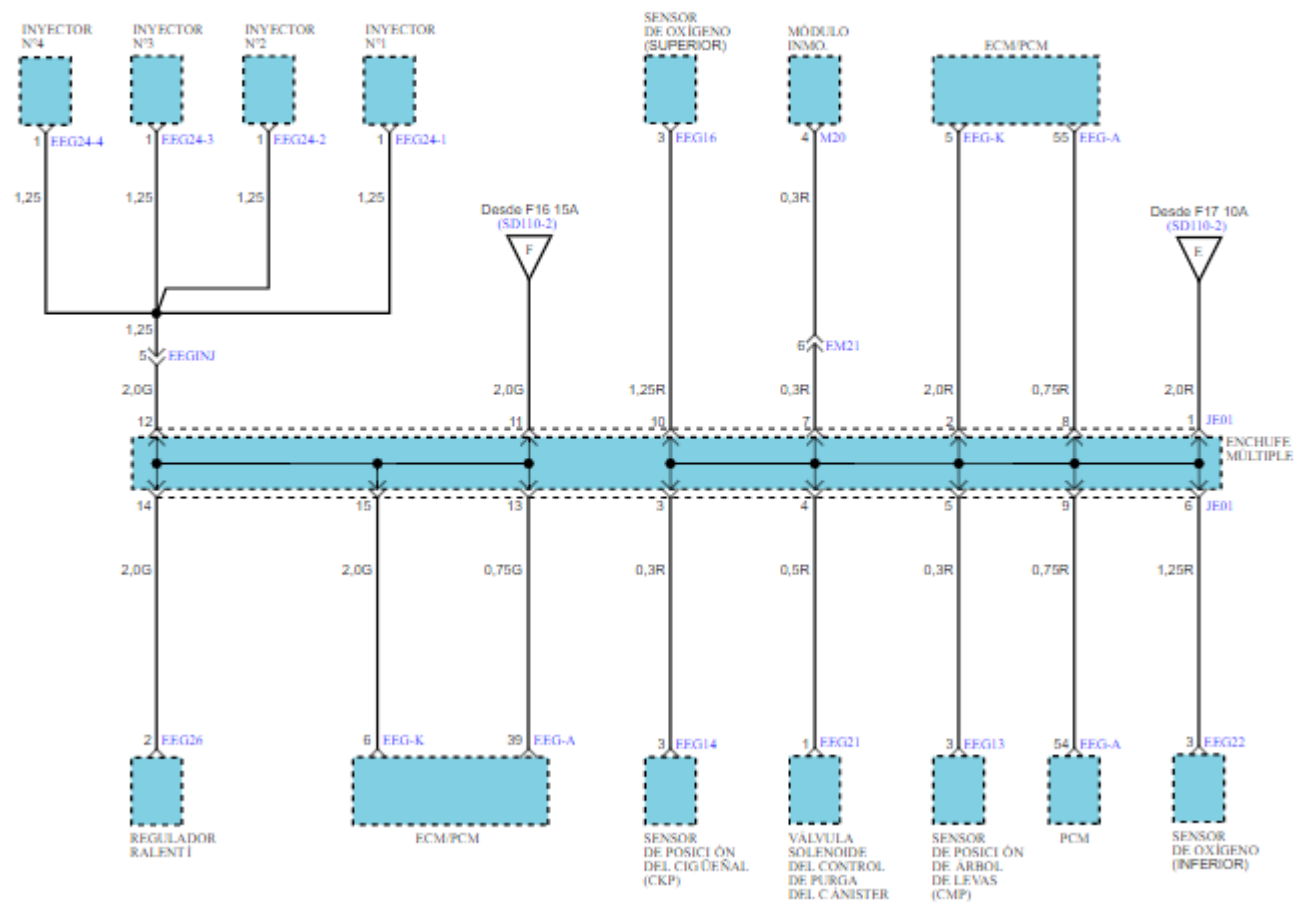 INYECTOR
Nº4
INYECTOR
Nº3
INYECTOR
Nº2
INYECTOR
Nº1
SENSOR
DE OXÍGENO
(SUPERIOR)
MÓDULO
INMO.
ECM/PCM
1 EEG24-4
1 EEG24-3
1 EEG24-2
1 EEG24-1
3 EEG16
4 M20
5 EEG-K
55 EEG-A
1,25
1,25
1,25
1,25
0,3R
Desde F16 15A
(SD110-2)
F
Desde F17 10A
(SD110-2)
E
1,25
5 EEGINJ
6 EM21
2,0G
2,0G
1,25R
0,3R
2,0R
0,75R
2,0R
12
11
10
7
2
8
1 JE01
ENCHUFE
MÚLTIPLE
14
15
13
3
4
5
9
6 JE01
2,0G
2,0G
0,75G
0,3R
0,5R
0,3R
0,75R
1,25R
2 EEG26
6 EEG-K
39 EEG-A
3 EEG14
1 EEG21
3 EEG13
54 EEG-A
3 EEG22
REGULADOR
RALENTÍ
ECM/PCM
SENSOR
DE POSICIÓN
DEL CIGÜEÑAL
(CKP)
VÁLVULA
SOLENOIDE
DEL CONTROL
DE PURGA
DEL CÁNISTER
SENSOR
DE POSICIÓN
DE ÁRBOL
DE LEVAS
(CMP)
PCM
SENSOR
DE OXÍGENO
(INFERIOR)